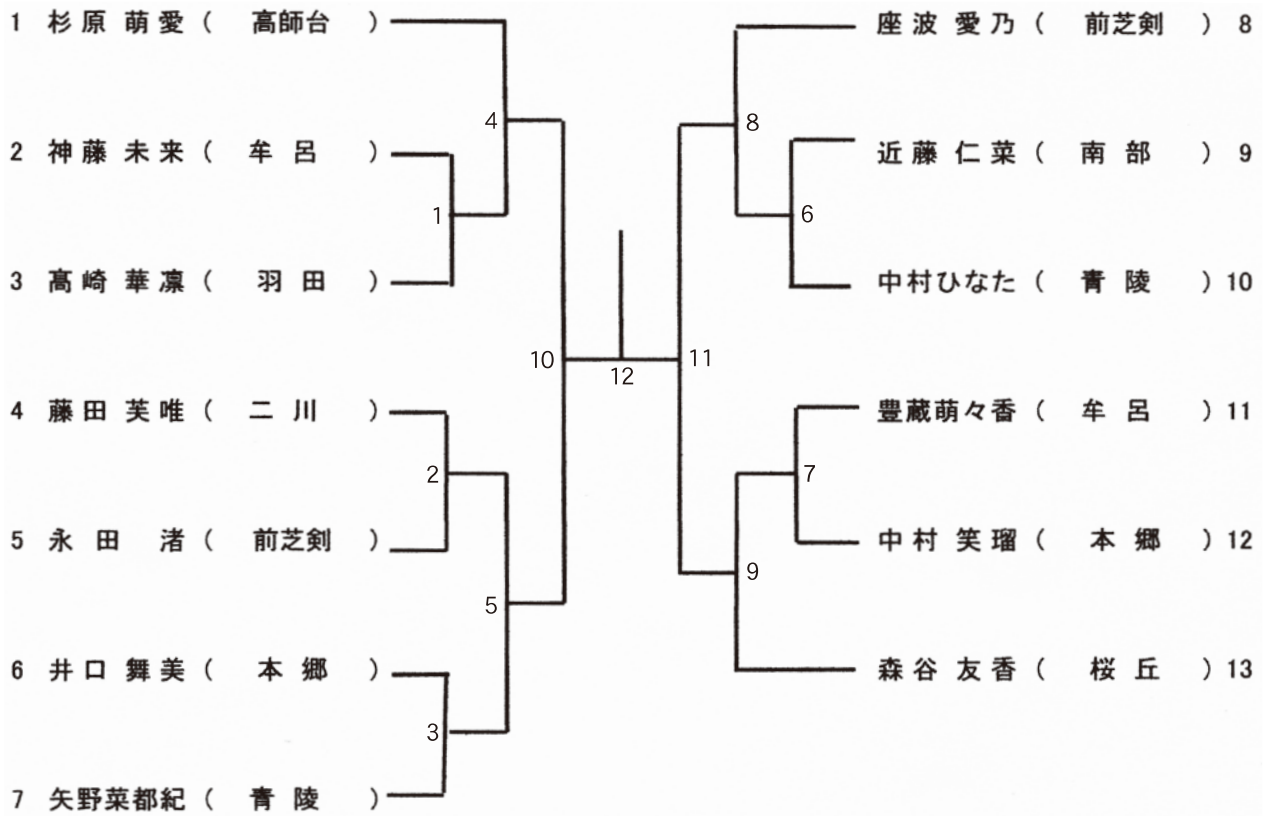 1 杉原 萌愛 ( 高師台 )
2 神藤 未来 ( 牟呂 )
3 髙崎 華凛 ( 羽田 )
4 藤田 芙唯 ( 二川 )
5 永田 渚 ( 前芝剣 )
6 井口 舞美 ( 本郷 )
7 矢野菜都紀 ( 青陵 )
4
1
2
5
3
10
12
11
8
6
7
9
座波 愛乃 ( 前芝剣 ) 8
近藤 仁菜 ( 南部 ) 9
中村ひなた ( 青陵 ) 10
豊蔵萌々香 ( 牟呂 ) 11
中村 笑瑠 ( 本郷 ) 12
森谷 友香 ( 桜丘 ) 13